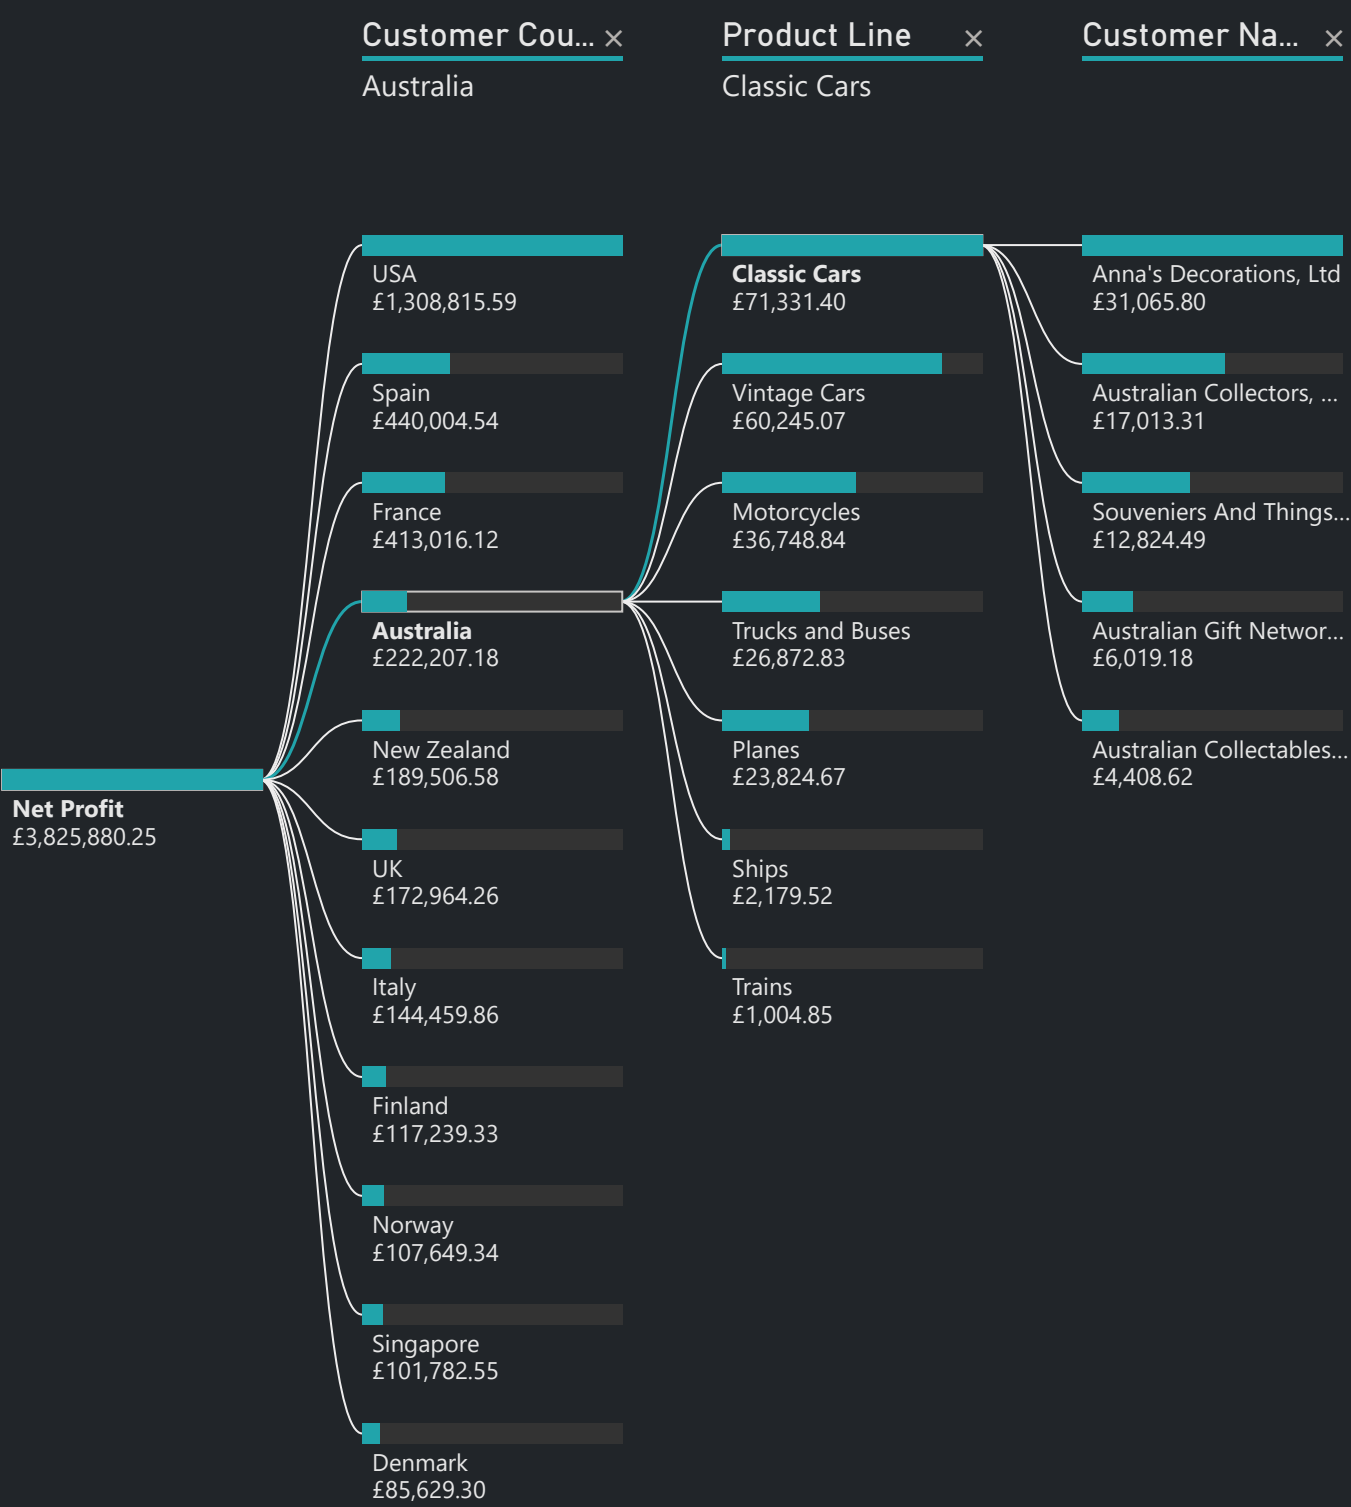 Customer Cou... ×
Australia
Product Line ×
Classic Cars
Customer Na... ×
Net Profit
£3,825,880.25
USA
£1,308,815.59
Spain
£440,004.54
France
£413,016.12
Australia
£222,207.18
New Zealand
£189,506.58
UK
£172,964.26
Italy
£144,459.86
Finland
£117,239.33
Norway
£107,649.34
Singapore
£101,782.55
Denmark
£85,629.30
Classic Cars
£71,331.40
Vintage Cars
£60,245.07
Motorcycles
£36,748.84
Trucks and Buses
£26,872.83
Planes
£23,824.67
Ships
£2,179.52
Trains
£1,004.85
Anna's Decorations, Ltd
£31,065.80
Australian Collectors, ...
£17,013.31
Souveniers And Things...
£12,824.49
Australian Gift Networ...
£6,019.18
Australian Collectables...
£4,408.62